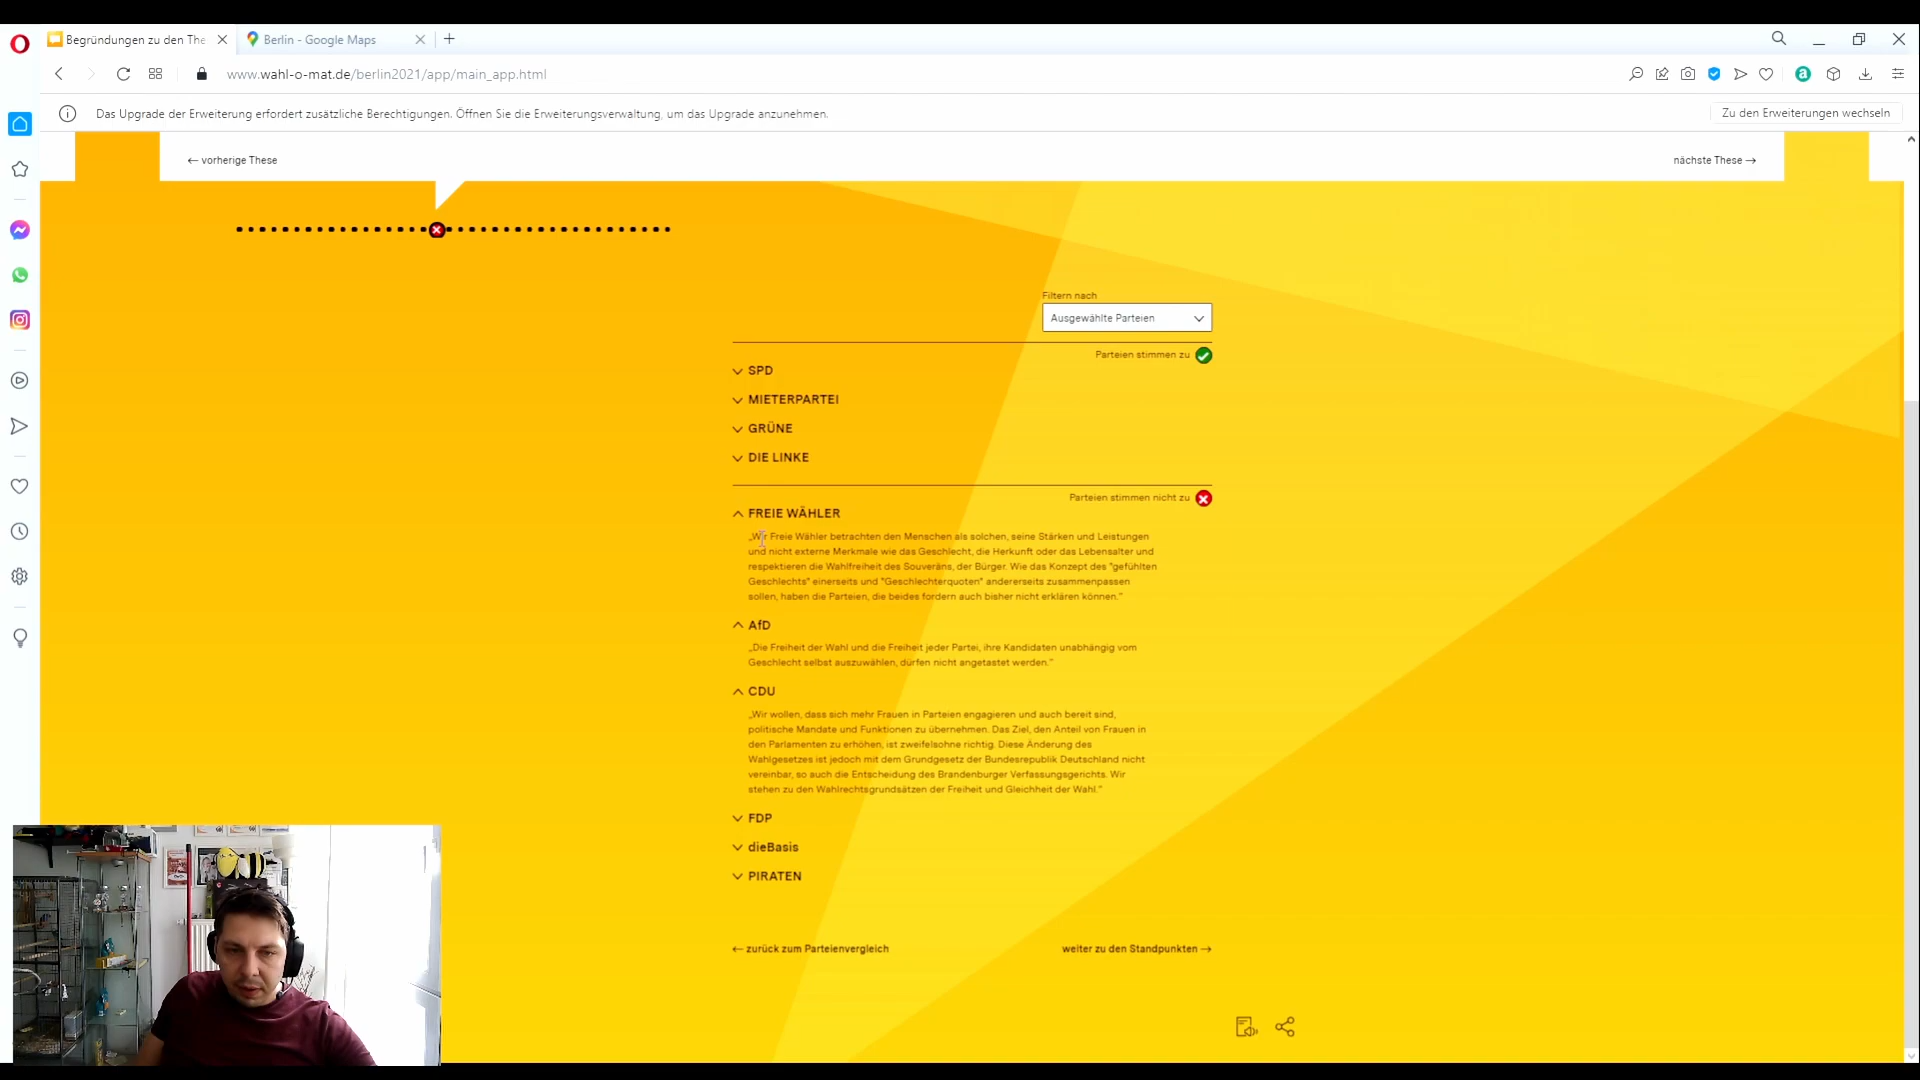 Begründungen zu den The
Berlin - Google Maps
www.wahl-o-mat.de/berlin2021/app/main_app.html
Das Upgrade der Erweiterung erfordert zusätzliche Berechtigungen. Öffnen Sie die Erweiterungsverwaltung, um das Upgrade anzunehmen.
Zu den Erweiterungen wechseln
← vorherige These
nächste These →
Filtern nach
Ausgewählte Parteien
Parteien stimmen zu
SPD
MIETERPARTEI
GRÜNE
DIE LINKE
Parteien stimmen nicht zu
FREIE WÄHLER
„Wir Freie Wähler betrachten den Menschen als solchen, seine Stärken und Leistungen
und nicht externe Merkmale wie das Geschlecht, die Herkunft oder das Lebensalter und
respektieren die Wahlfreiheit des Souveräns, der Bürger. Wie das Konzept des "gefühlten
Geschlechts" einerseits und "Geschlechterquoten" andererseits zusammenpassen
sollen, haben die Parteien, die beides fordern auch bisher nicht erklären können."
AfD
„Die Freiheit der Wahl und die Freiheit jeder Partei, ihre Kandidaten unabhängig vom
Geschlecht selbst auszuwählen, dürfen nicht angetastet werden."
CDU
„Wir wollen, dass sich mehr Frauen in Parteien engagieren und auch bereit sind,
politische Mandate und Funktionen zu übernehmen. Das Ziel, den Anteil von Frauen in
den Parlamenten zu erhöhen, ist zweifelsohne richtig. Diese Änderung des
Wahlgesetzes ist jedoch mit dem Grundgesetz der Bundesrepublik Deutschland nicht
vereinbar, so auch die Entscheidung des Brandenburger Verfassungsgerichts. Wir
stehen zu den Wahlrechtsgrundsätzen der Freiheit und Gleichheit der Wahl."
FDP
dieBasis
PIRATEN
← zurück zum Parteienvergleich
weiter zu den Standpunkten →